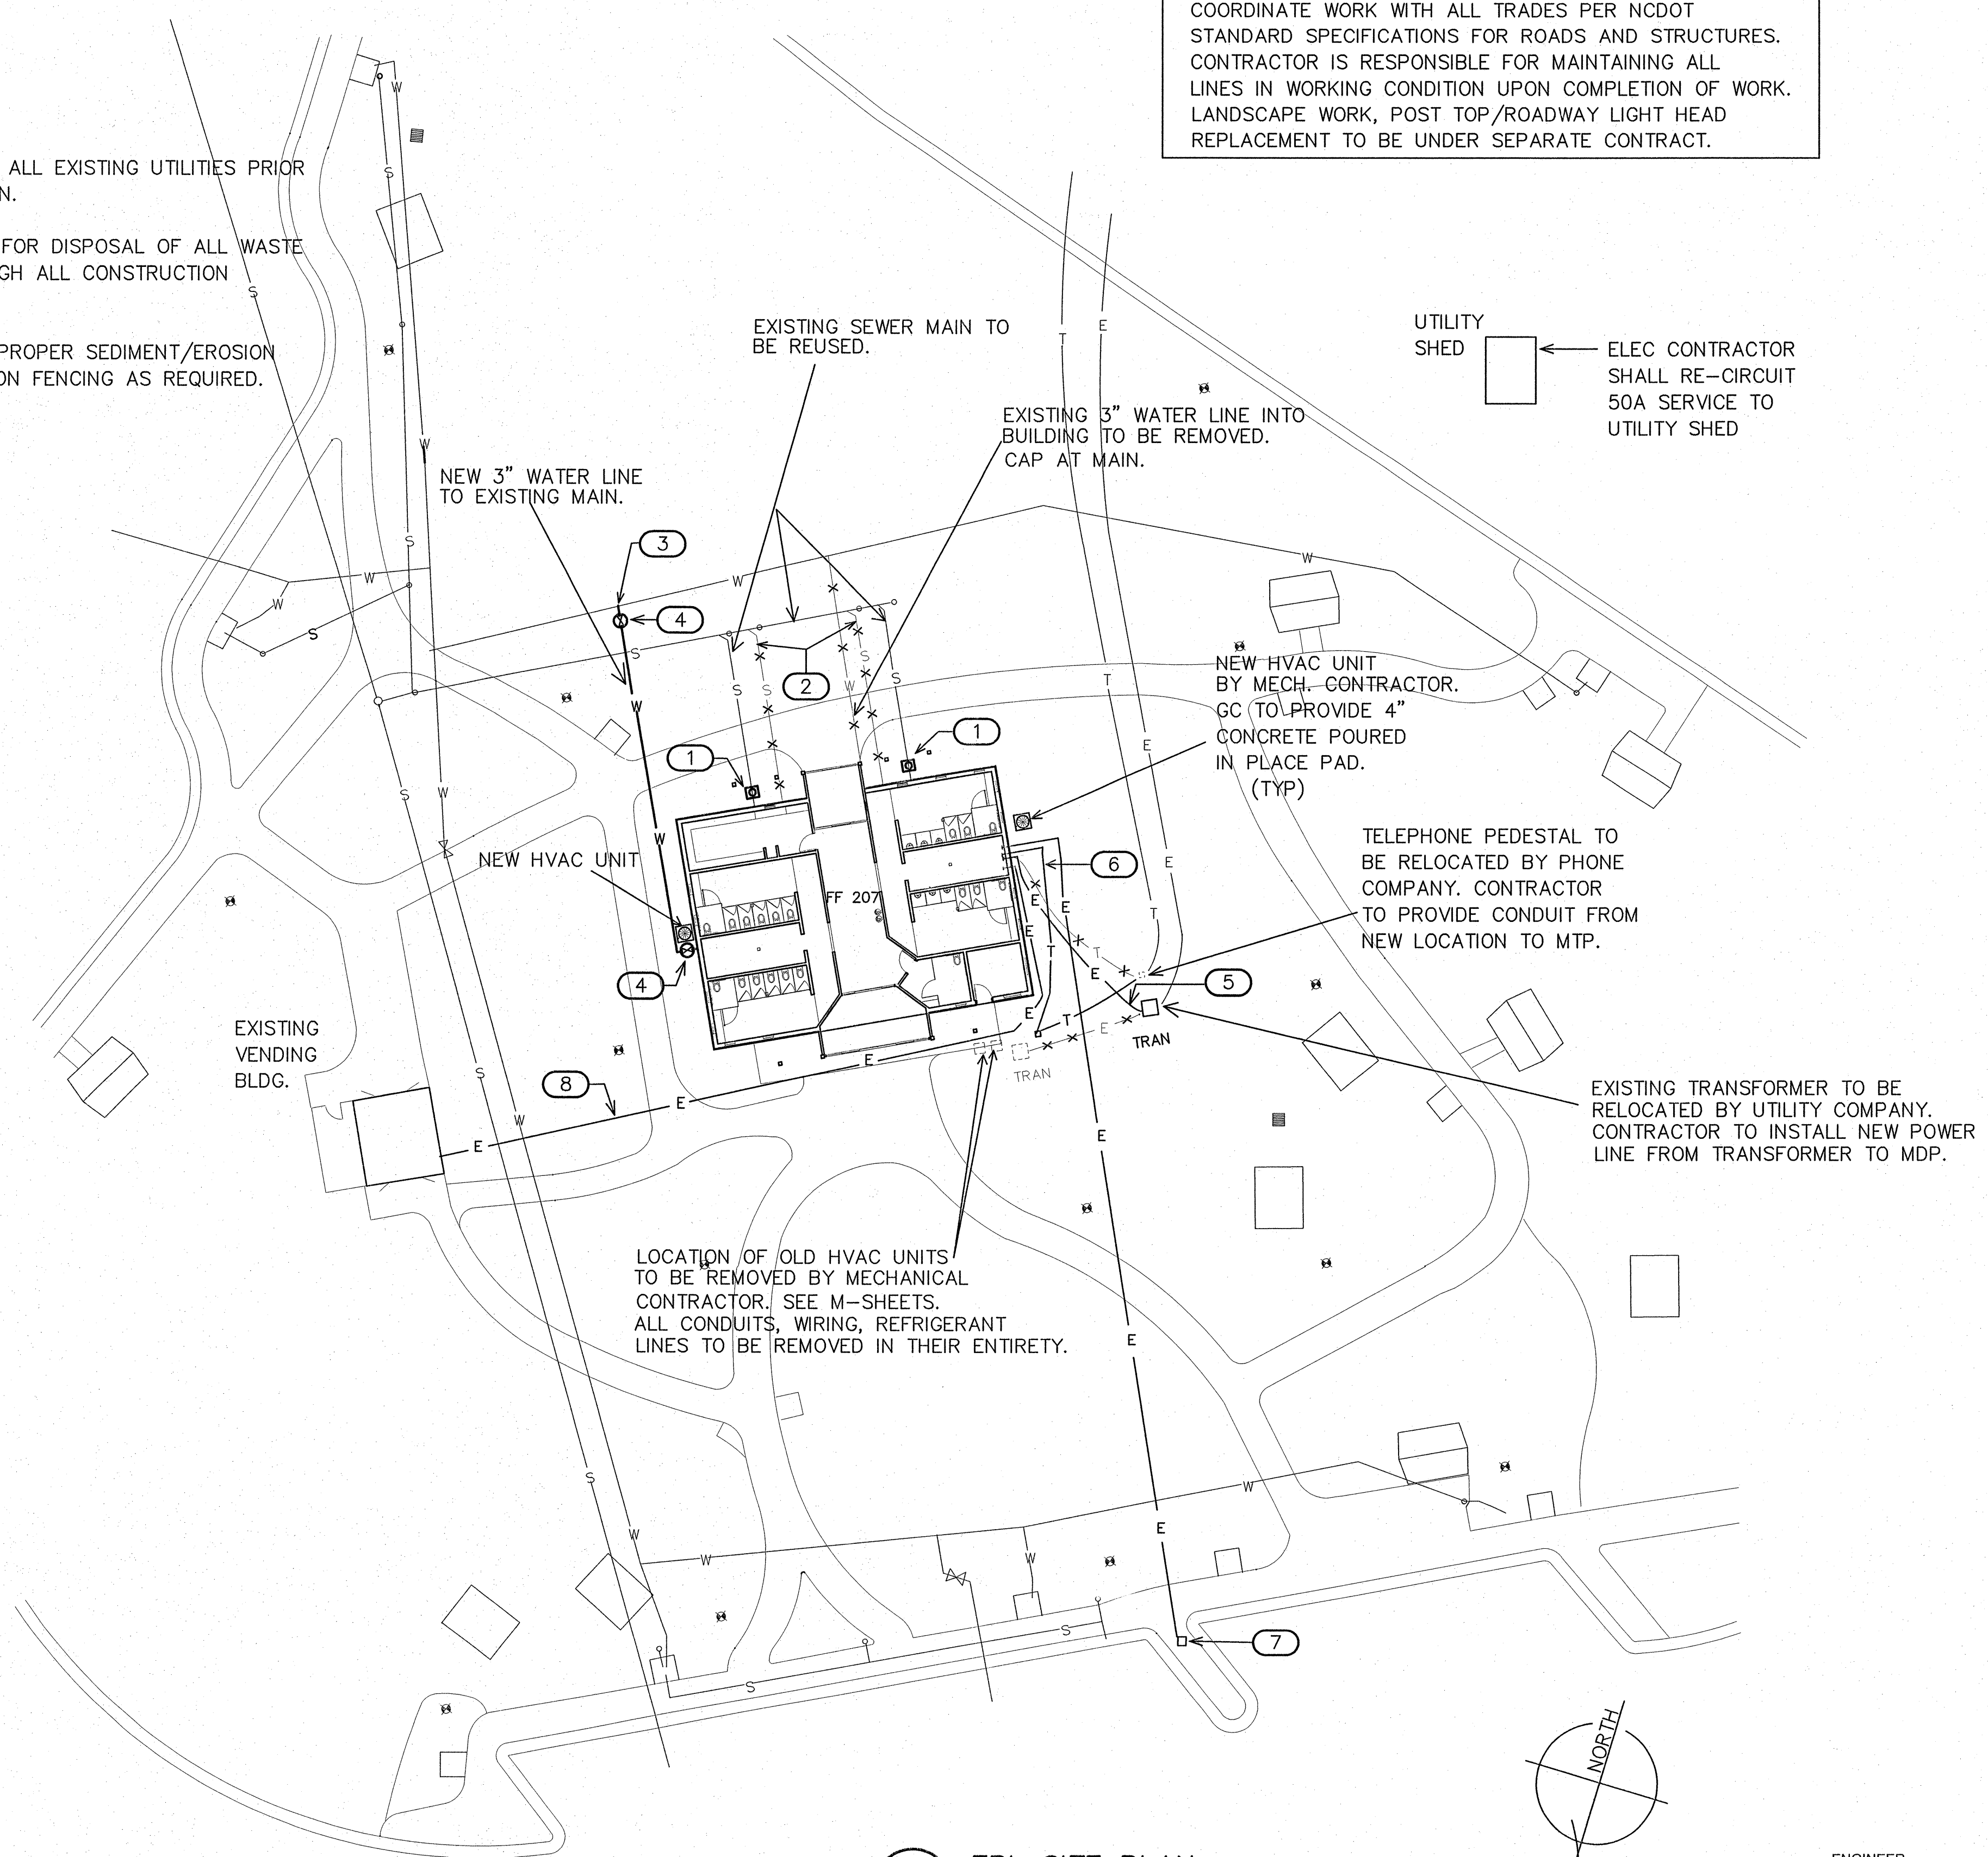 COORDINATE WORK WITH ALL TRADES PER NCDOT
STANDARD SPECIFICATIONS FOR ROADS AND STRUCTURES.
CONTRACTOR IS RESPONSIBLE FOR MAINTAINING ALL
LINES IN WORKING CONDITION UPON COMPLETION OF WORK.
LANDSCAPE WORK, POST TOP/ROADWAY LIGHT HEAD
REPLACEMENT TO BE UNDER SEPARATE CONTRACT.
ALL EXISTING UTILITIES PRIOR
N.
FOR DISPOSAL OF ALL WASTE
GH ALL CONSTRUCTION
PROPER SEDIMENT/EROSION
ON FENCING AS REQUIRED.
EXISTING SEWER MAIN TO
BE REUSED.
UTILITY
SHED
ELEC CONTRACTOR
SHALL RE-CIRCUIT
50A SERVICE TO
UTILITY SHED
EXISTING 3" WATER LINE INTO
BUILDING TO BE REMOVED.
CAP AT MAIN.
NEW 3" WATER LINE
TO EXISTING MAIN.
3
4
2
1
1
NEW HVAC UNIT
BY MECH. CONTRACTOR.
GC TO PROVIDE 4"
CONCRETE POURED
IN PLACE PAD.
(TYP)
NEW HVAC UNIT
FF 207
6
TELEPHONE PEDESTAL TO
BE RELOCATED BY PHONE
COMPANY. CONTRACTOR
TO PROVIDE CONDUIT FROM
NEW LOCATION TO MTP.
4
5
TRAN
TRAN
EXISTING
VENDING
BLDG.
8
EXISTING TRANSFORMER TO BE
RELOCATED BY UTILITY COMPANY.
CONTRACTOR TO INSTALL NEW POWER
LINE FROM TRANSFORMER TO MDP.
LOCATION OF OLD HVAC UNITS
TO BE REMOVED BY MECHANICAL
CONTRACTOR. SEE M-SHEETS.
ALL CONDUITS, WIRING, REFRIGERANT
LINES TO BE REMOVED IN THEIR ENTIRETY.
7
NORTH